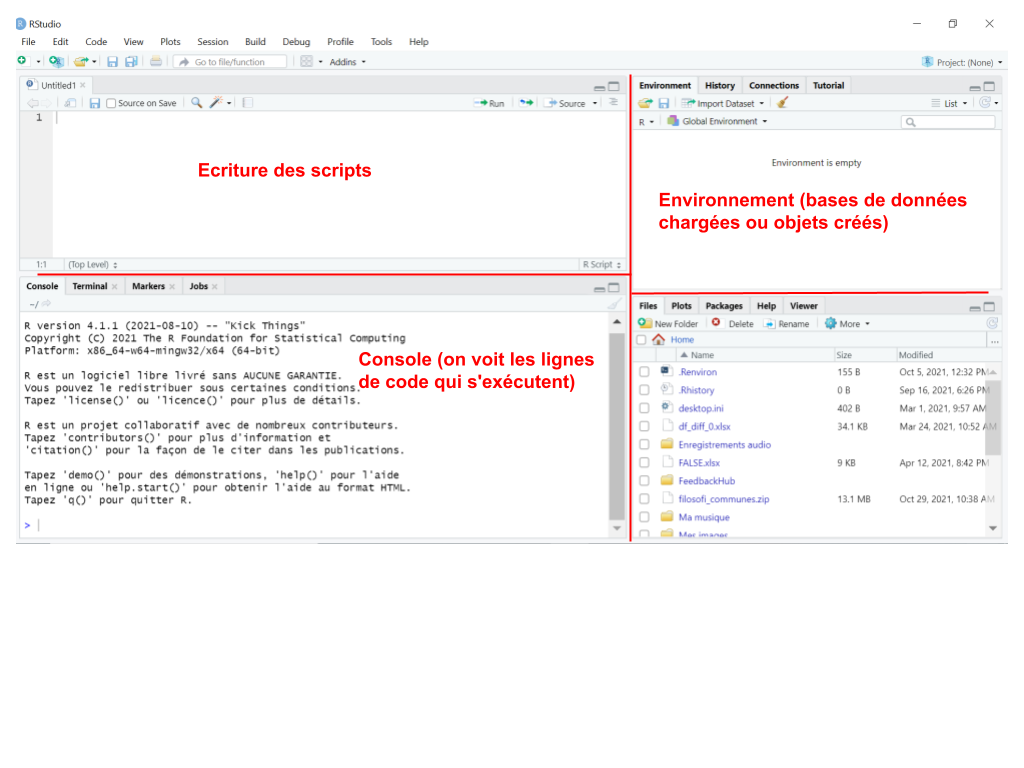 RStudio
File Edit Code View Plots Session Build Debug Profile Tools Help
Go to file/function Addins Project: (None)
Untitled1
Source on Save Run Source
1
Ecriture des scripts
1:1 (Top Level) R Script
Environment History Connections Tutorial
Import Dataset List
R Global Environment
Environment is empty
Environnement (bases de données
chargées ou objets créés)
Console Terminal Markers Jobs
~/
R version 4.1.1 (2021-08-10) -- "Kick Things"
Copyright (C) 2021 The R Foundation for Statistical Computing
Platform: x86_64-w64-mingw32/x64 (64-bit)
R est un logiciel libre livré sans AUCUNE GARANTIE.
Vous pouvez le redistribuer sous certaines conditions.
Tapez 'license()' ou 'licence()' pour plus de détails.
R est un projet collaboratif avec de nombreux contributeurs.
Tapez 'contributors()' pour plus d'information et
'citation()' pour la façon de le citer dans les publications.
Tapez 'demo()' pour des démonstrations, 'help()' pour l'aide
en ligne ou 'help.start()' pour obtenir l'aide au format HTML.
Tapez 'q()' pour quitter R.
>
Console (on voit les lignes
de code qui s'exécutent)
Files Plots Packages Help Viewer
New Folder Delete Rename More
Home ...
Name Size Modified
.Renviron 155 B Oct 5, 2021, 12:32 PM
.Rhistory 0 B Sep 16, 2021, 6:26 PM
desktop.ini 402 B Mar 1, 2021, 9:57 AM
df_diff_0.xlsx 34.1 KB Mar 24, 2021, 10:52 AM
Enregistrements audio
FALSE.xlsx 9 KB Apr 12, 2021, 8:42 PM
FeedbackHub
filosofi_communes.zip 13.1 MB Oct 29, 2021, 10:38 AM
Ma musique
Mes images